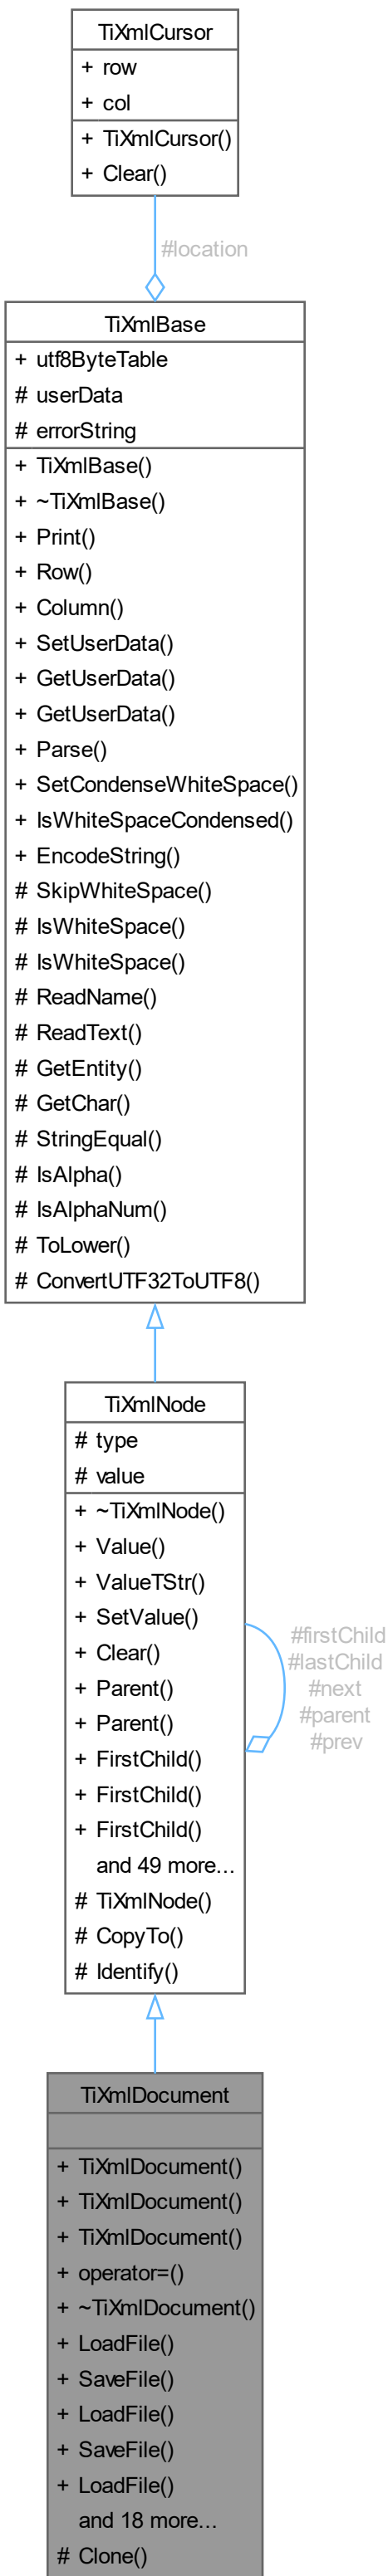 TiXmlCursor
+ row
+ col
+ TiXmlCursor()
+ Clear()
#location
TiXmlBase
+ utf8ByteTable
# userData
# errorString
+ TiXmlBase()
+ ~TiXmlBase()
+ Print()
+ Row()
+ Column()
+ SetUserData()
+ GetUserData()
+ GetUserData()
+ Parse()
+ SetCondenseWhiteSpace()
+ IsWhiteSpaceCondensed()
+ EncodeString()
# SkipWhiteSpace()
# IsWhiteSpace()
# IsWhiteSpace()
# ReadName()
# ReadText()
# GetEntity()
# GetChar()
# StringEqual()
# IsAlpha()
# IsAlphaNum()
# ToLower()
# ConvertUTF32ToUTF8()
TiXmlNode
# type
# value
+ ~TiXmlNode()
+ Value()
+ ValueTStr()
+ SetValue()
+ Clear()
+ Parent()
+ Parent()
+ FirstChild()
+ FirstChild()
+ FirstChild()
and 49 more...
# TiXmlNode()
# CopyTo()
# Identify()
#firstChild
#lastChild
#next
#parent
#prev
TiXmlDocument
+ TiXmlDocument()
+ TiXmlDocument()
+ TiXmlDocument()
+ operator=()
+ ~TiXmlDocument()
+ LoadFile()
+ SaveFile()
+ LoadFile()
+ SaveFile()
+ LoadFile()
and 18 more...
# Clone()